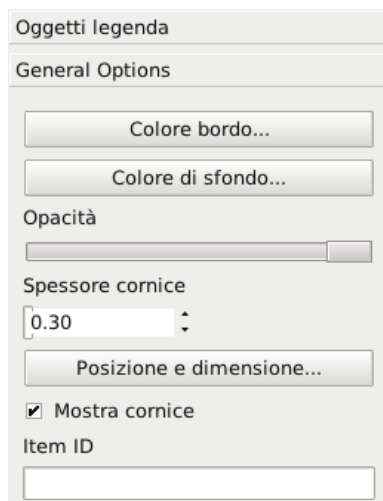 Oggetti legenda
General Options
Colore bordo...
Colore di sfondo...
Opacità
Spessore cornice
0.30
Posizione e dimensione...
Mostra cornice
Item ID